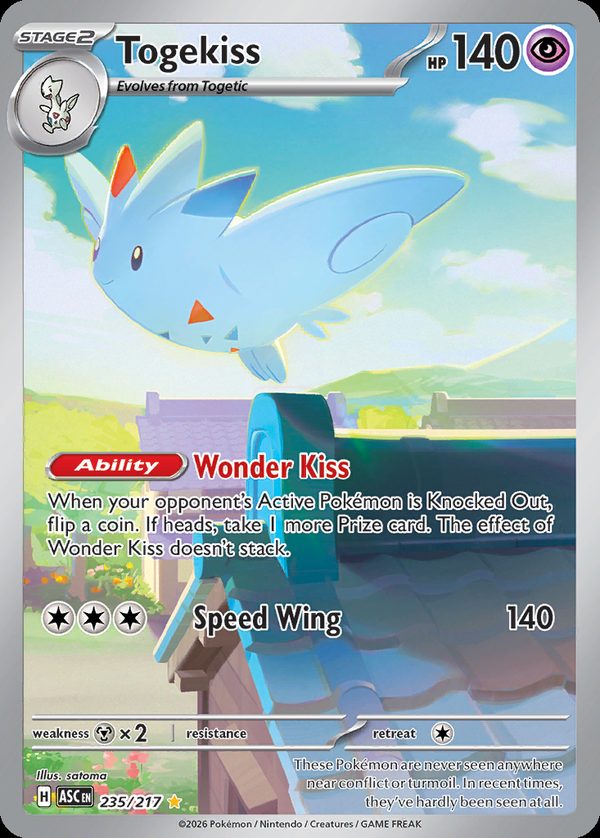 STAGE2
Togekiss
HP 140
Evolves from Togetic
Ability Wonder Kiss
When your opponent's Active Pokémon is Knocked Out,
flip a coin. If heads, take 1 more Prize card. The effect of
Wonder Kiss doesn't stack.
Speed Wing 140
weakness ×2 resistance retreat
These Pokémon are never seen anywhere
near conflict or turmoil. In recent times,
they've hardly been seen at all.
Illus. satoma
H ASC EN 235/217
©2026 Pokémon / Nintendo / Creatures / GAME FREAK